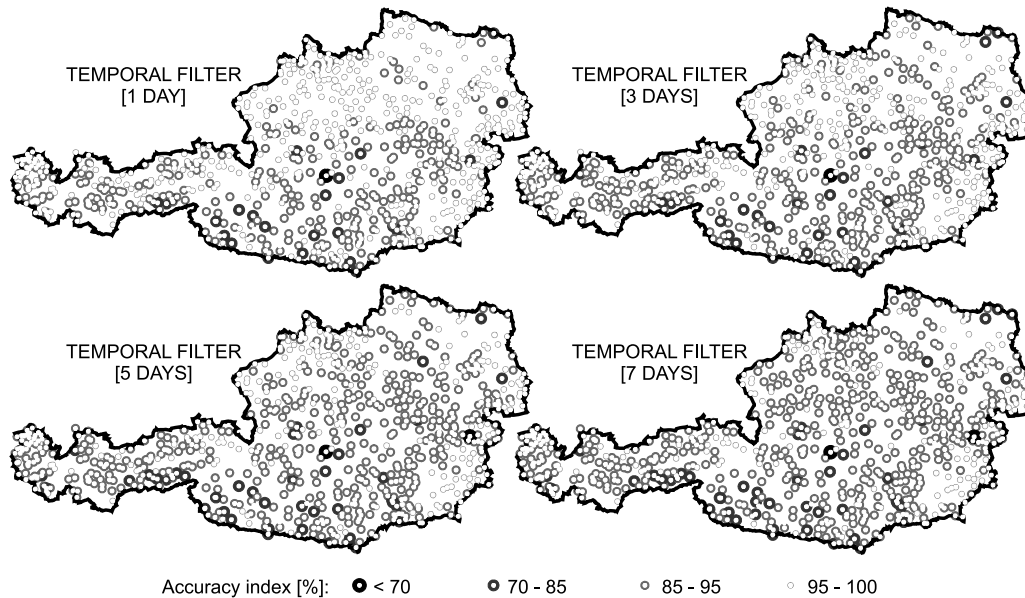 TEMPORAL FILTER
[1 DAY]
TEMPORAL FILTER
[3 DAYS]
TEMPORAL FILTER
[5 DAYS]
TEMPORAL FILTER
[7 DAYS]
Accuracy index [%]: < 70 70 - 85 85 - 95 95 - 100